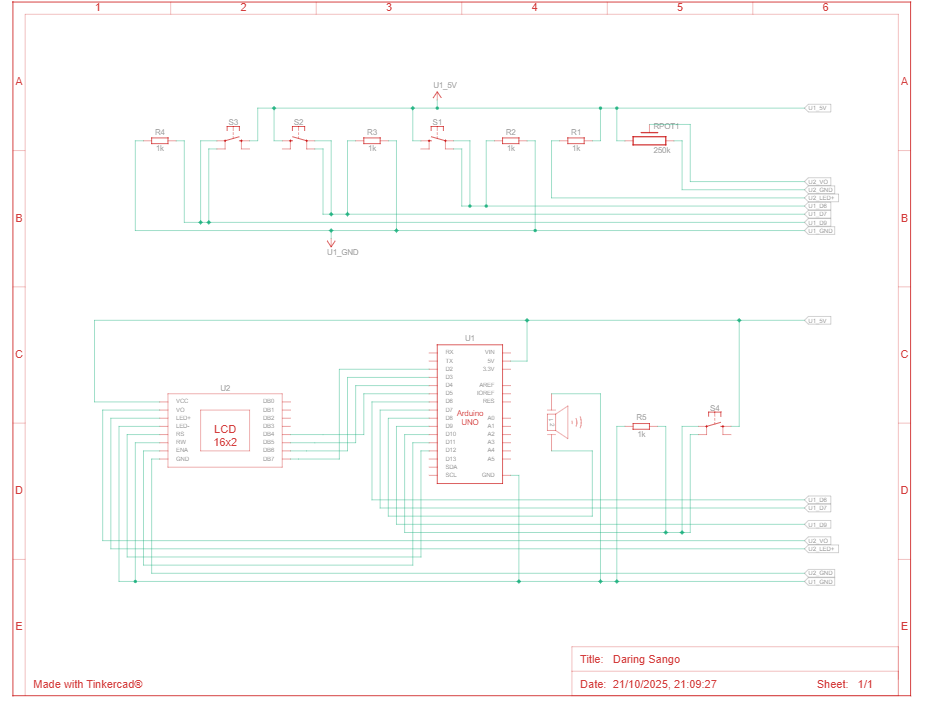 1 2 3 4 5 6
A A
U1_5V
U1_5V
S3 S2 S1 RPOT1
R4 R3 R2 R1
1k 1k 1k 1k 250k
U2_VO
U2_GND
U2_LED+
U1_D6
B B
U1_D7
U1_D9
U1_GND
U1_GND
U1_5V
U1
C C
RX VIN
TX 5V
D2 3.3V
D3
D4 AREF
D5 IOREF
D6 RES
D7
D8 A0
D9 A1
D10 A2
D11 A3
D12 A4
D13 A5
SDA
SCL GND
Arduino
UNO
U2
VCC DB0
VO DB1
LED+ DB2
LED- DB3
RS DB4
RW DB5
ENA DB6
GND DB7
LCD
16x2
1 2
R5
1k
S4
D D
U1_D6
U1_D7
U1_D9
U2_VO
U2_LED+
U2_GND
U1_GND
E E
Title: Daring Sango
Made with Tinkercad®
Date: 21/10/2025, 21:09:27 Sheet: 1/1